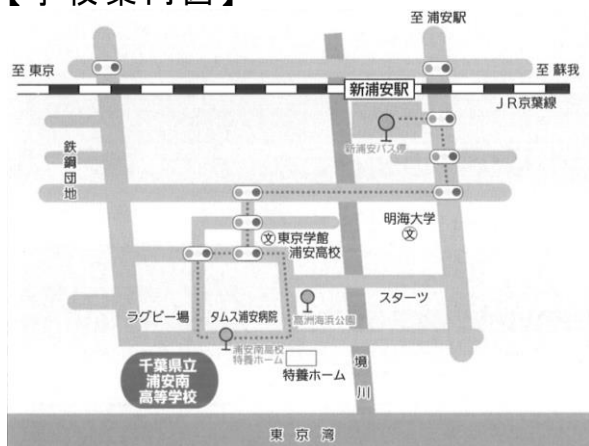 【学校案内図】
至 浦安駅
至 東京
至 蘇我
新浦安駅
JR京葉線
新浦安バス停
鉄鋼団地
明海大学
文
文東京学館
浦安高校
スターツ
ラグビー場
タムス浦安病院
高洲海浜公園
浦安南高校
特養ホーム
特養ホーム
境川
千葉県立
浦安南
高等学校
東京湾